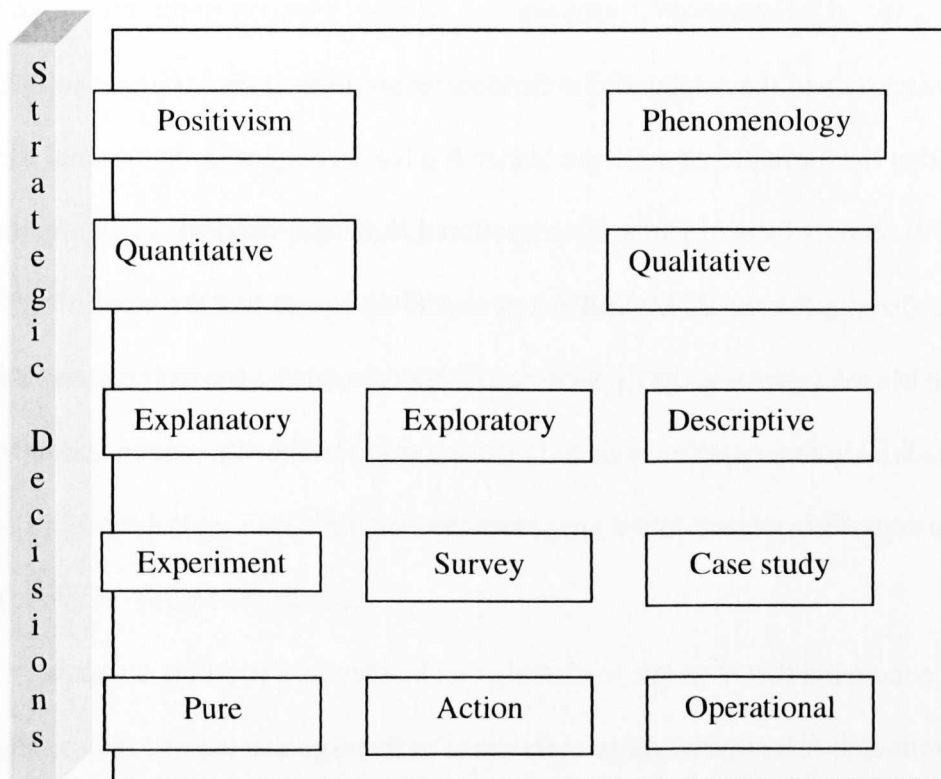 Strategic Decisions
Positivism
Phenomenology
Quantitative
Qualitative
Explanatory
Exploratory
Descriptive
Experiment
Survey
Case study
Pure
Action
Operational